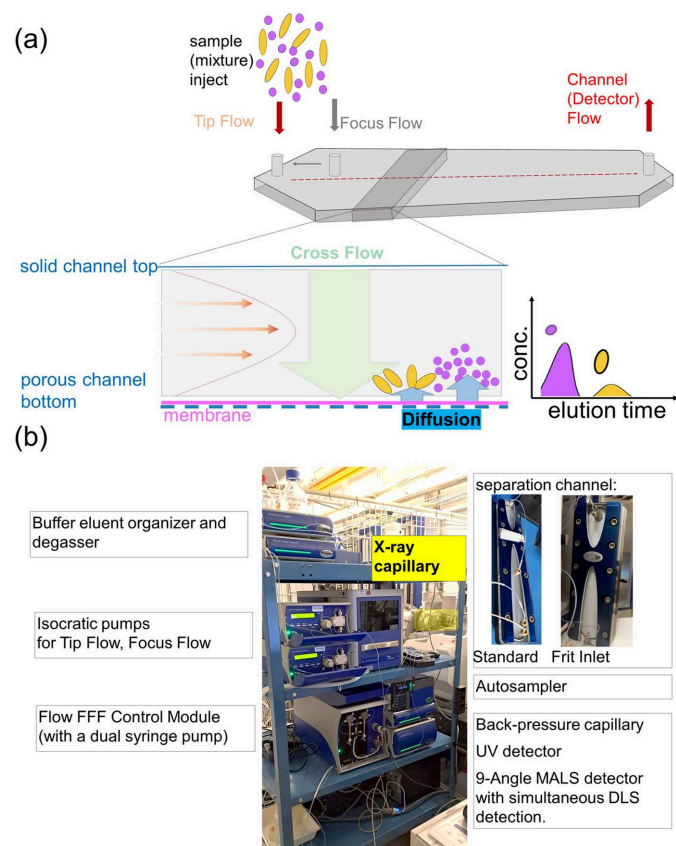 (a)
sample
(mixture)
inject
Tip Flow
Focus Flow
Channel
(Detector)
Flow
Cross Flow
solid channel top
porous channel
bottom
membrane
Diffusion
conc.
elution time
(b)
Buffer eluent organizer and
degasser
Isocratic pumps
for Tip Flow, Focus Flow
Flow FFF Control Module
(with a dual syringe pump)
X-ray
capillary
separation channel:
Standard
Frit Inlet
Autosampler
Back-pressure capillary
UV detector
9-Angle MALS detector
with simultaneous DLS
detection.